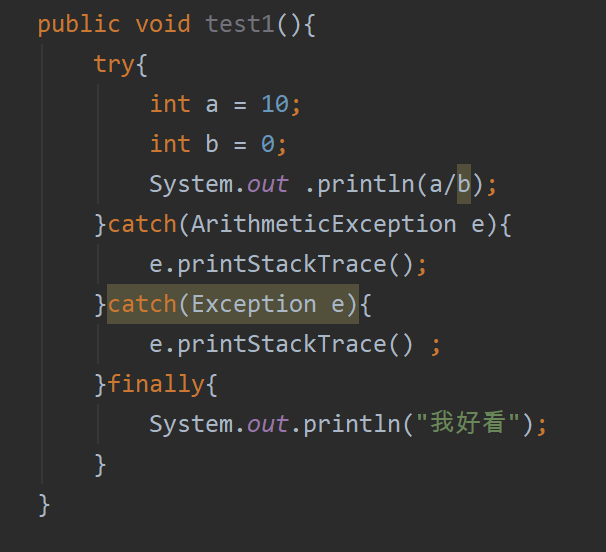 public void test1(){
try{
int a = 10;
int b = 0;
System.out .println(a/b);
}catch(ArithmeticException e){
e.printStackTrace();
}catch(Exception e){
e.printStackTrace() ;
}finally{
System.out.println("我好看");
}
}